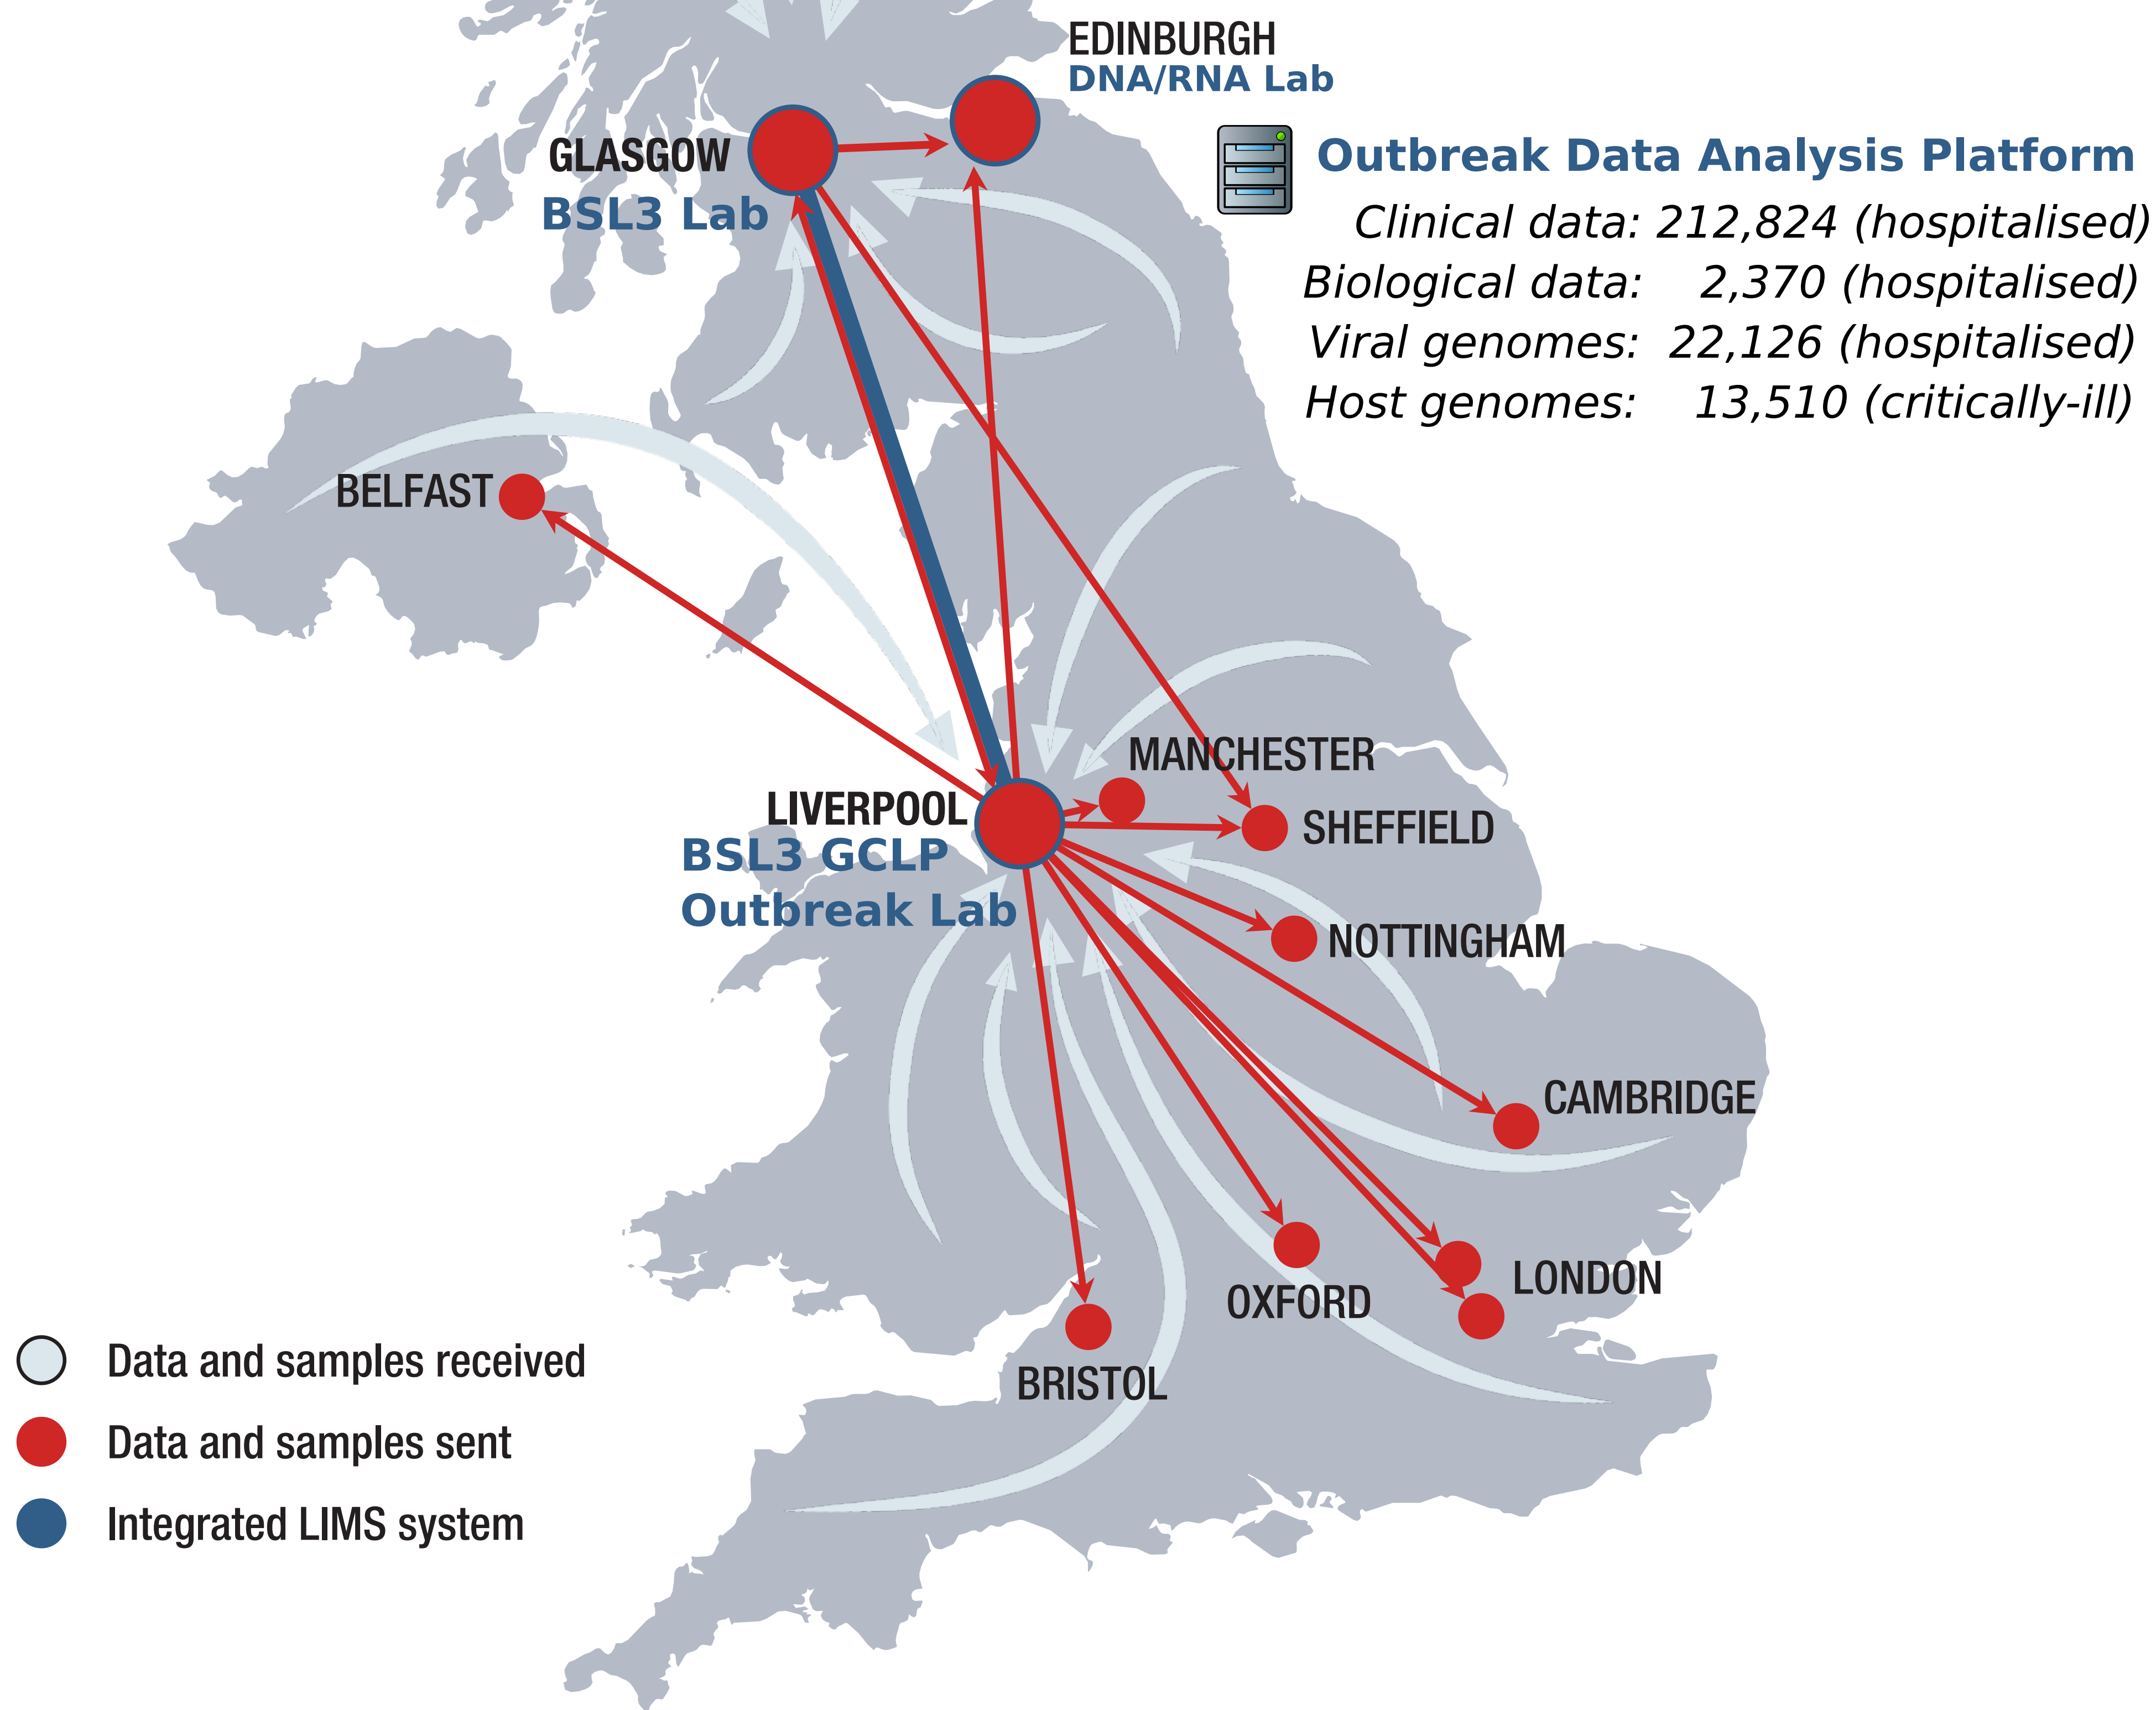 EDINBURGH
DNA/RNA Lab
GLASGOW
BSL3 Lab
Outbreak Data Analysis Platform
Clinical data: 212,824 (hospitalised)
Biological data: 2,370 (hospitalised)
Viral genomes: 22,126 (hospitalised)
Host genomes: 13,510 (critically-ill)
BELFAST
MANCHESTER
LIVERPOOL
BSL3 GCLP
Outbreak Lab
SHEFFIELD
NOTTINGHAM
CAMBRIDGE
LONDON
OXFORD
BRISTOL
Data and samples received
Data and samples sent
Integrated LIMS system